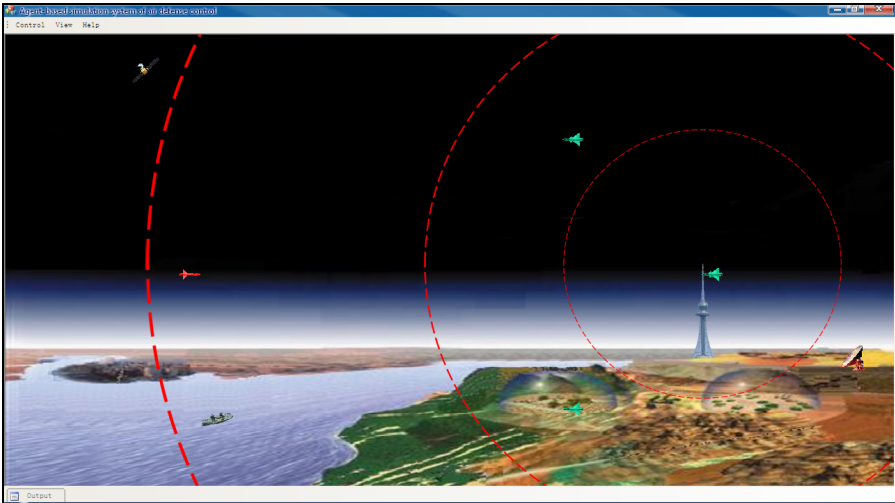 Agent-based simulation system of air defense control
Control View Help
Output